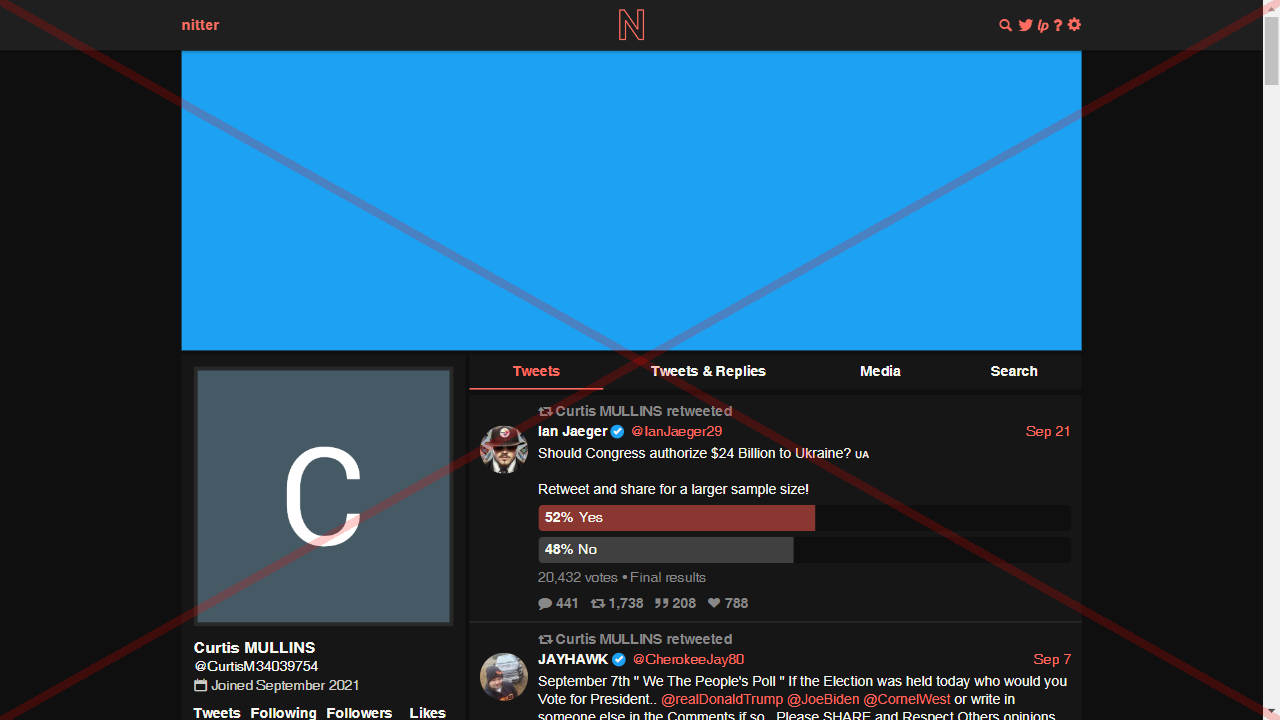 nitter
N
lp ?
Tweets Tweets & Replies Media Search
C
Curtis MULLINS
@CurtisM34039754
Joined September 2021
Tweets Following Followers Likes
Curtis MULLINS retweeted
Ian Jaeger @IanJaeger29 Sep 21
Should Congress authorize $24 Billion to Ukraine? UA
Retweet and share for a larger sample size!
52% Yes
48% No
20,432 votes • Final results
441 1,738 208 788
Curtis MULLINS retweeted
JAYHAWK @CherokeeJay80 Sep 7
September 7th " We The People's Poll " If the Election was held today who would you
Vote for President.. @realDonaldTrump @JoeBiden @CornelWest or write in
someone else in the Comments if so.. Please SHARE and Respect Others opinions